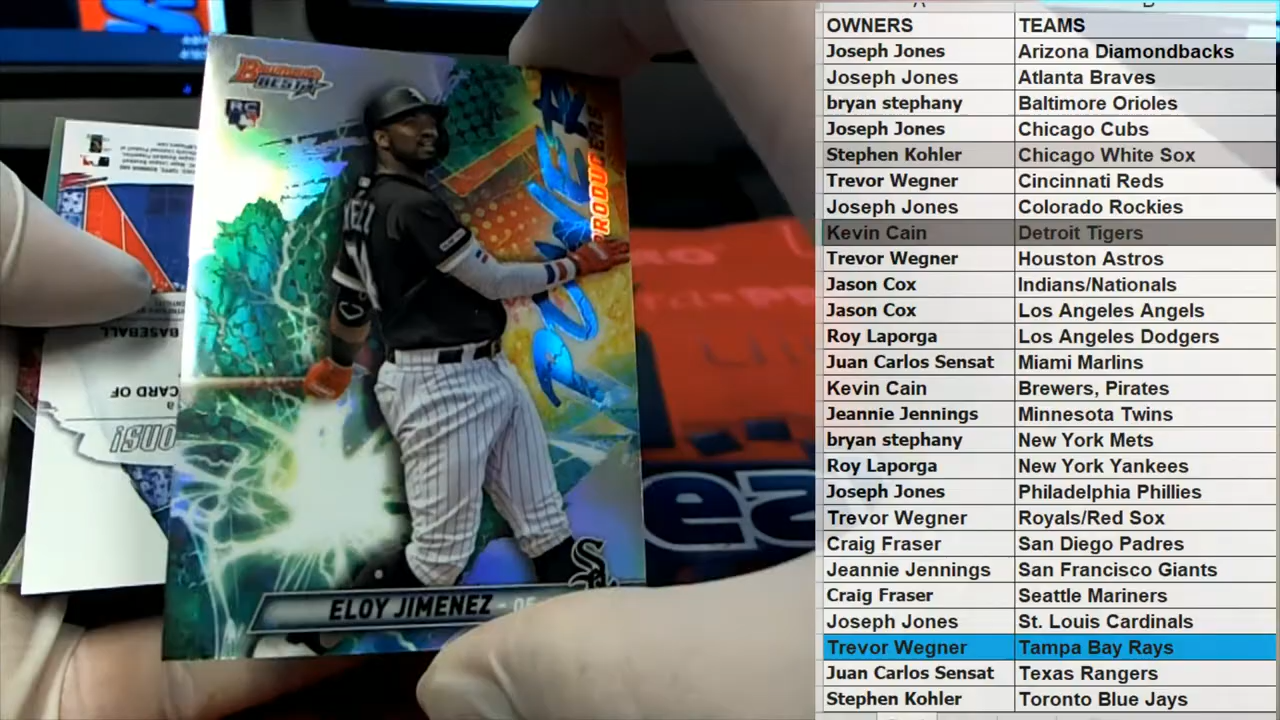 BOWMAN'S
BEST
RC
POWER
PRODUCERS
ELOY JIMENEZ - OF
BASEBALL
CARD OF
a
OWNERS TEAMS
Joseph Jones Arizona Diamondbacks
Joseph Jones Atlanta Braves
bryan stephany Baltimore Orioles
Joseph Jones Chicago Cubs
Stephen Kohler Chicago White Sox
Trevor Wegner Cincinnati Reds
Joseph Jones Colorado Rockies
Kevin Cain Detroit Tigers
Trevor Wegner Houston Astros
Jason Cox Indians/Nationals
Jason Cox Los Angeles Angels
Roy Laporga Los Angeles Dodgers
Juan Carlos Sensat Miami Marlins
Kevin Cain Brewers, Pirates
Jeannie Jennings Minnesota Twins
bryan stephany New York Mets
Roy Laporga New York Yankees
Joseph Jones Philadelphia Phillies
Trevor Wegner Royals/Red Sox
Craig Fraser San Diego Padres
Jeannie Jennings San Francisco Giants
Craig Fraser Seattle Mariners
Joseph Jones St. Louis Cardinals
Trevor Wegner Tampa Bay Rays
Juan Carlos Sensat Texas Rangers
Stephen Kohler Toronto Blue Jays